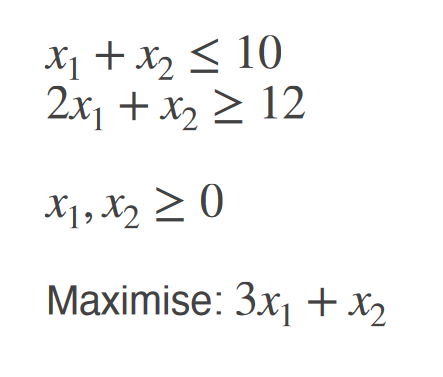 x₁ + x₂ ≤ 10
2x₁ + x₂ ≥ 12
x₁, x₂ ≥ 0
Maximise: 3x₁ + x₂